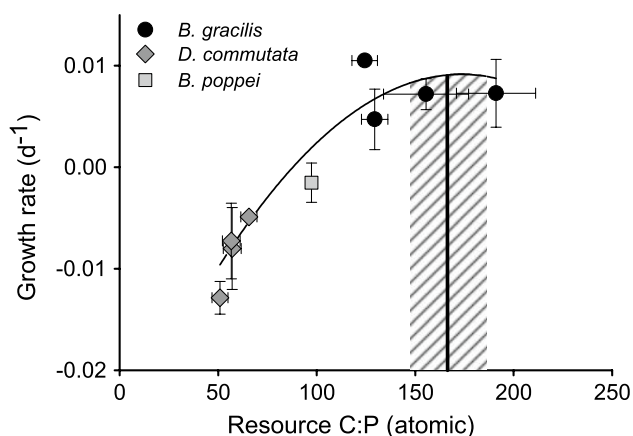 B. gracilis
D. commutata
B. poppei
0.01
0.00
-0.01
-0.02
Growth rate (d-1)
0
50
100
150
200
250
Resource C:P (atomic)